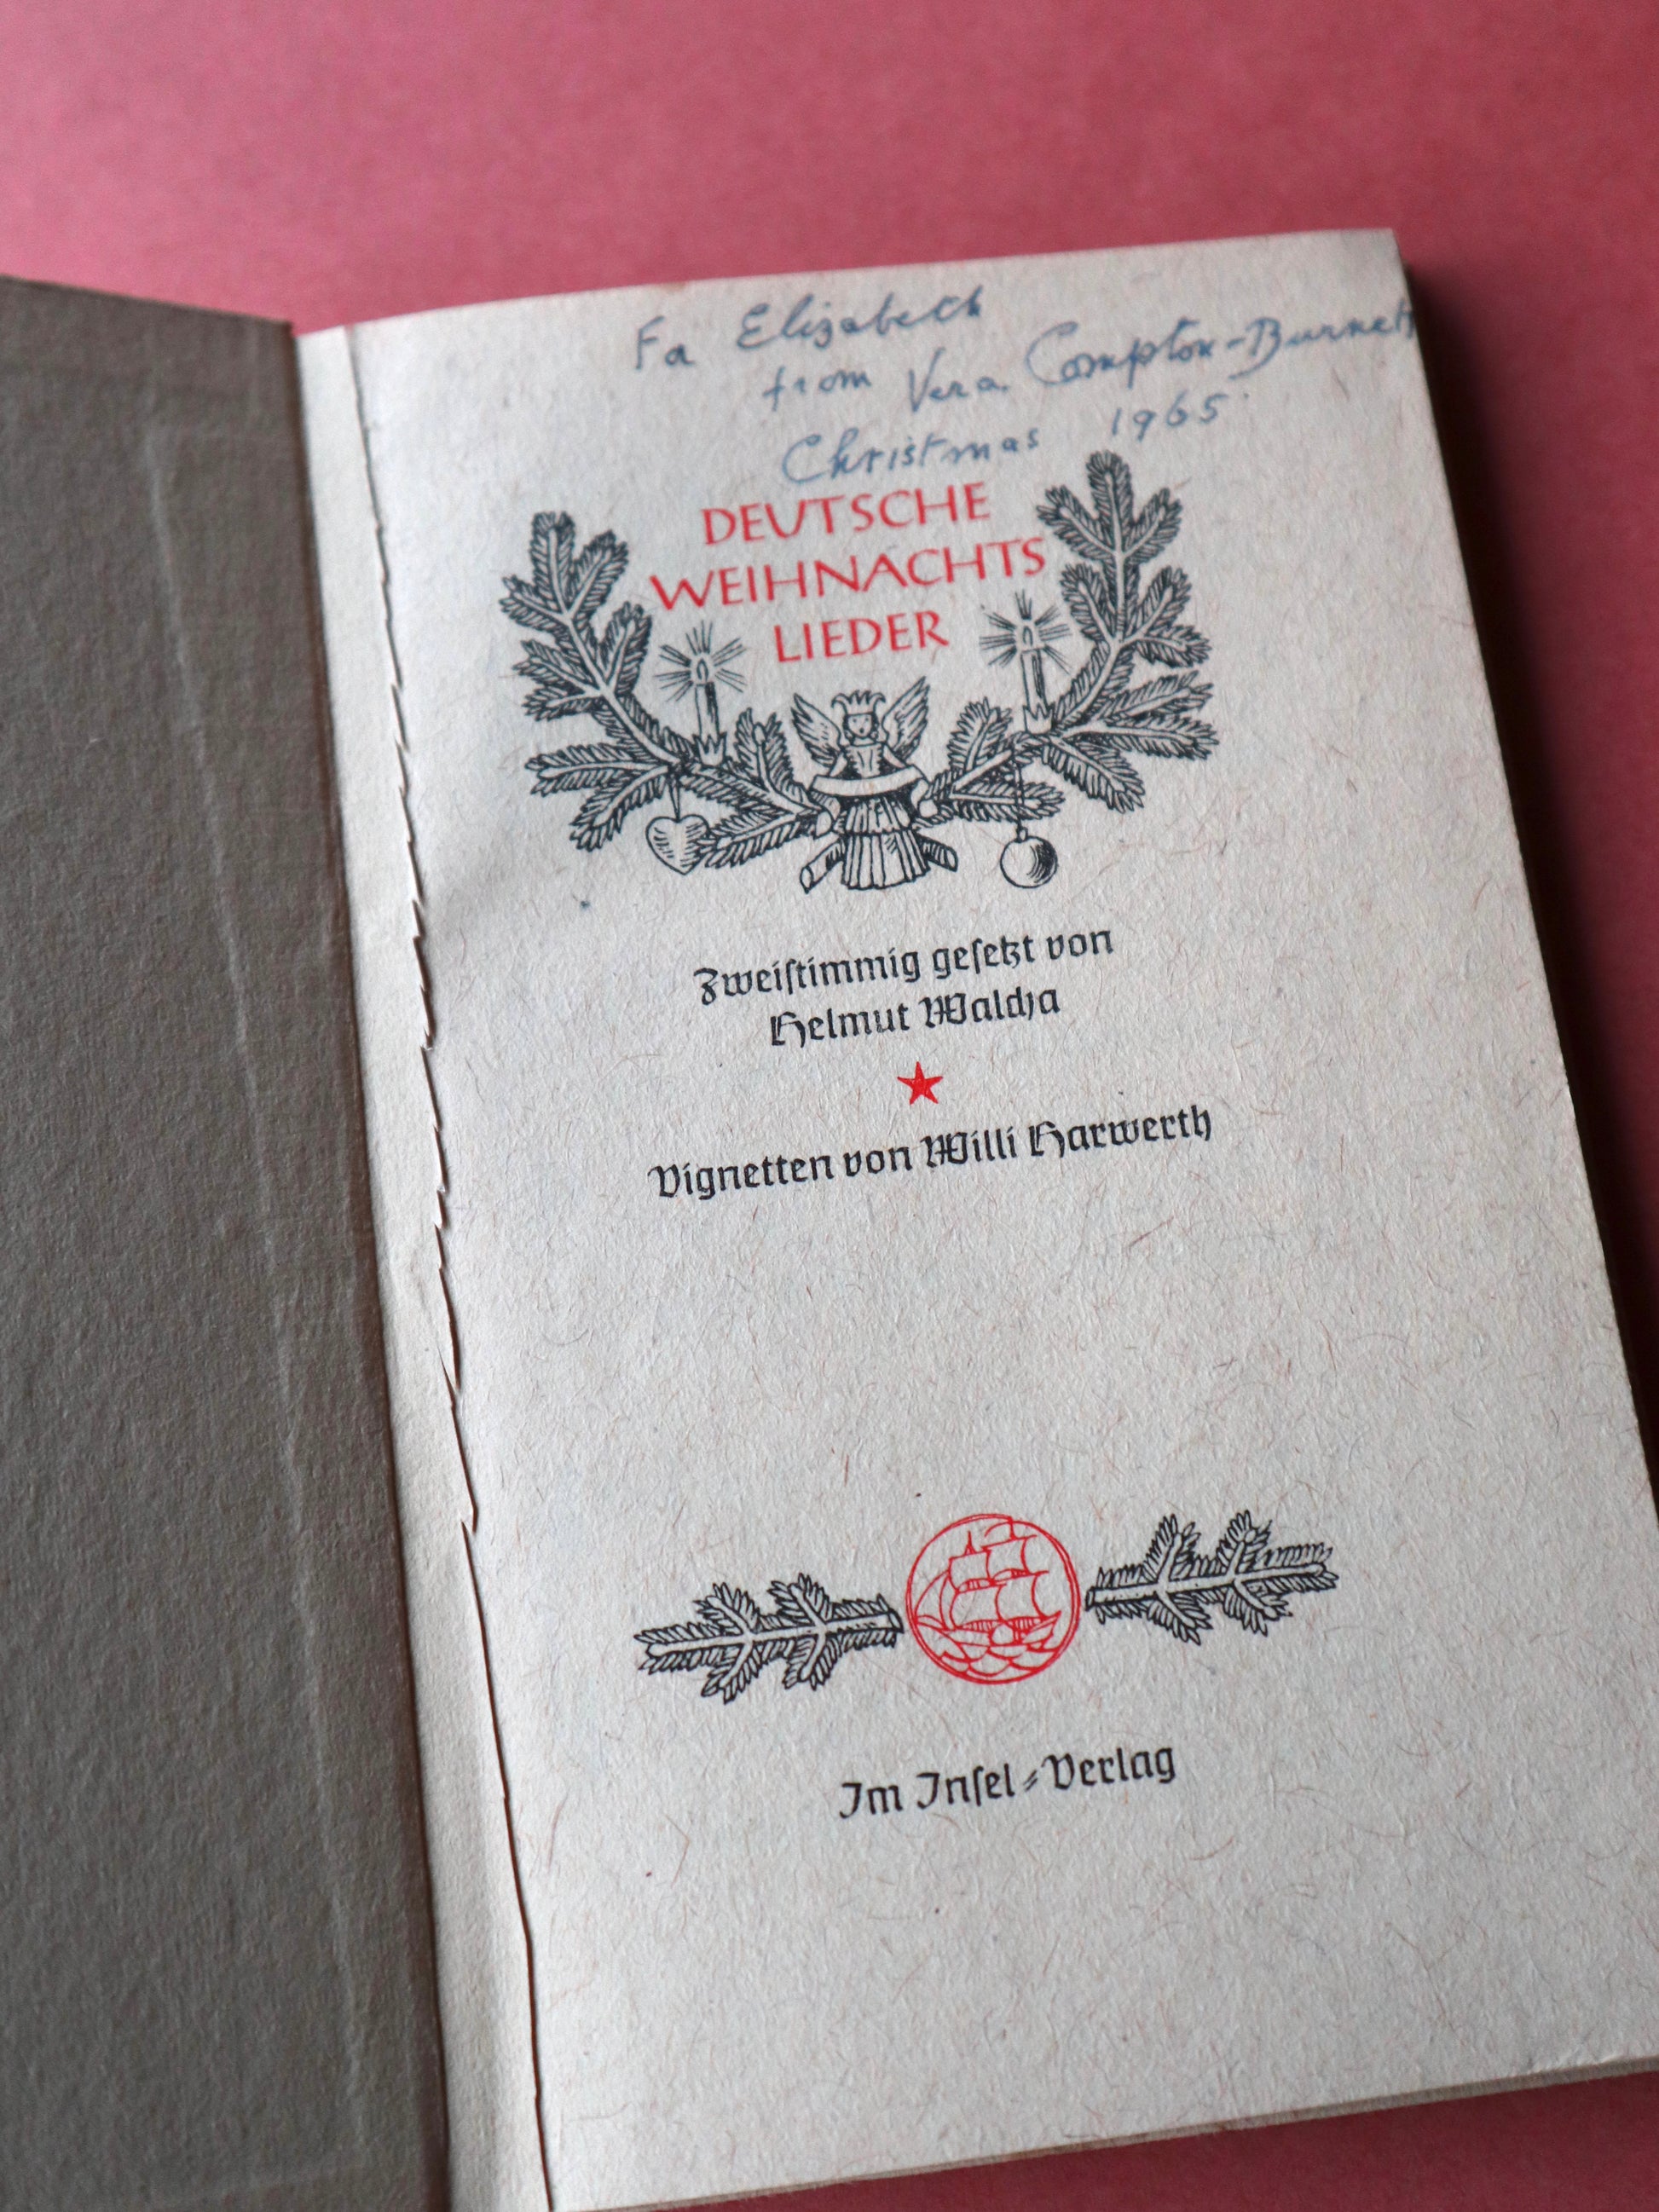 Fa Elizabeth
from Vera Compton-Burnett
Christmas 1965
DEUTSCHE
WEIHNACHTS
LIEDER
Zweiſtimmig geſetzt von
Helmut Walcha
Vignetten von Willi Harwerth
Im Inſel-Verlag